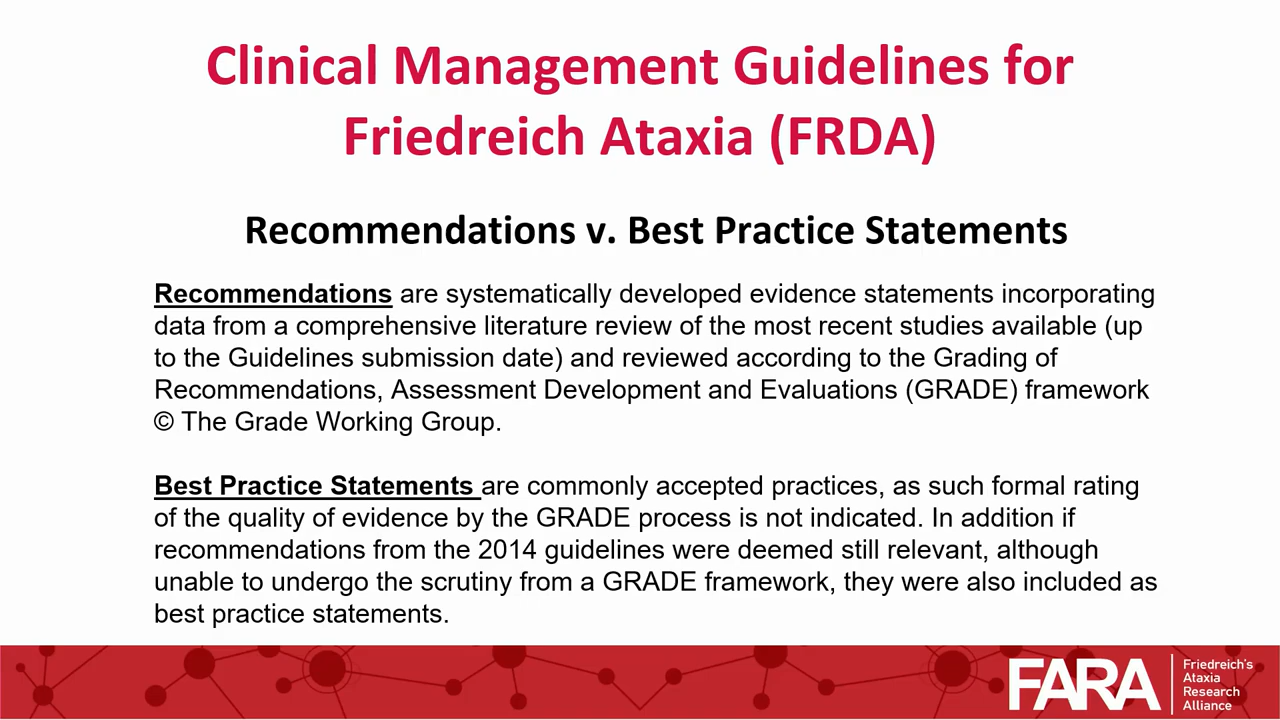 Clinical Management Guidelines for
Friedreich Ataxia (FRDA)
Recommendations v. Best Practice Statements
Recommendations are systematically developed evidence statements incorporating
data from a comprehensive literature review of the most recent studies available (up
to the Guidelines submission date) and reviewed according to the Grading of
Recommendations, Assessment Development and Evaluations (GRADE) framework
© The Grade Working Group.
Best Practice Statements are commonly accepted practices, as such formal rating
of the quality of evidence by the GRADE process is not indicated. In addition if
recommendations from the 2014 guidelines were deemed still relevant, although
unable to undergo the scrutiny from a GRADE framework, they were also included as
best practice statements.
FARA
Friedreich's
Ataxia
Research
Alliance